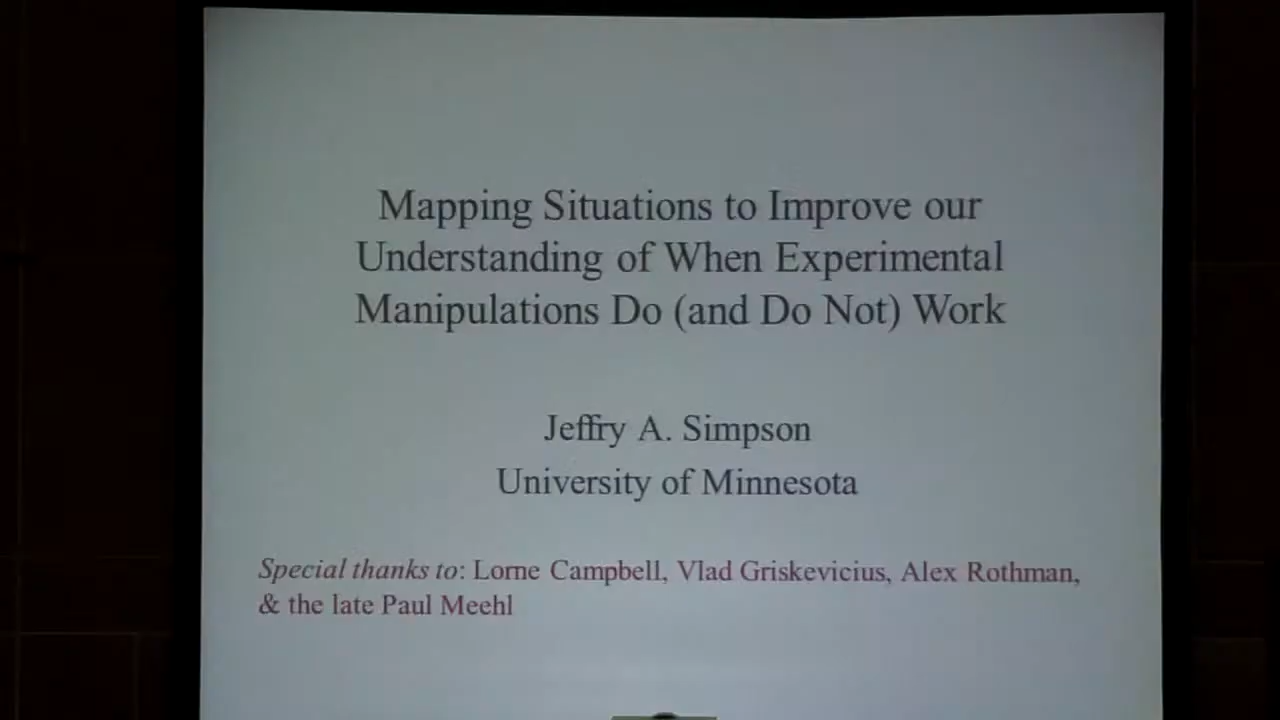 Mapping Situations to Improve our
Understanding of When Experimental
Manipulations Do (and Do Not) Work
Jeffry A. Simpson
University of Minnesota
Special thanks to: Lorne Campbell, Vlad Griskevicius, Alex Rothman,
& the late Paul Meehl